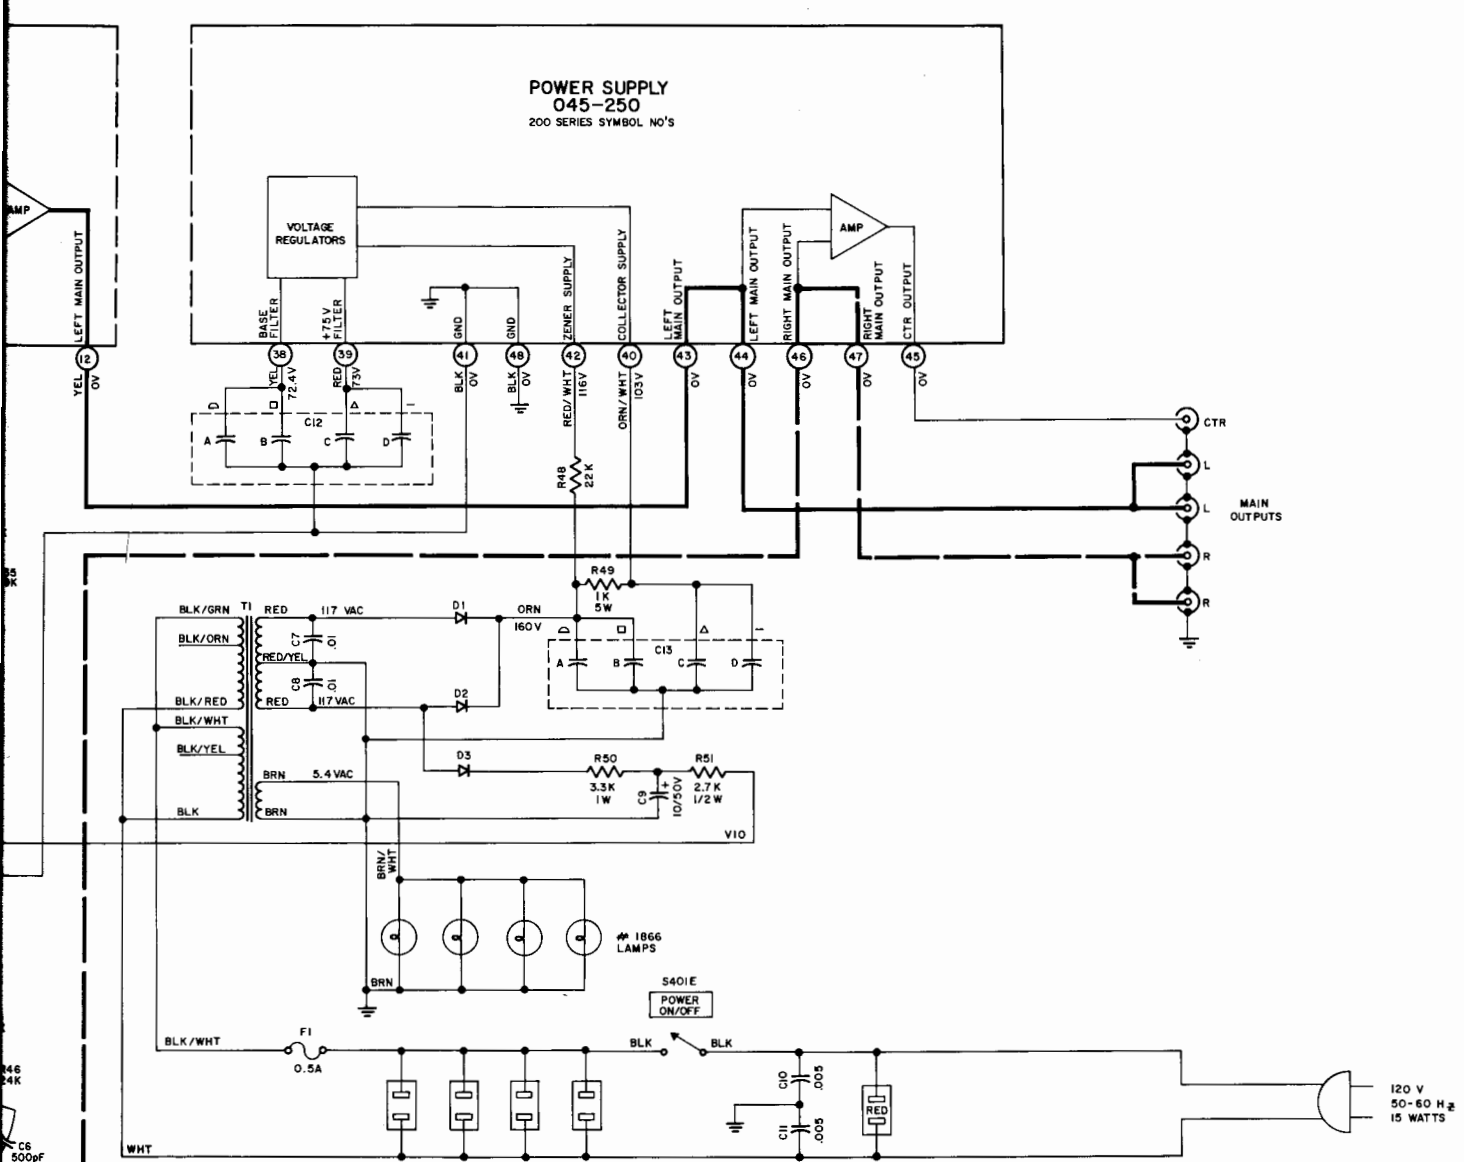 POWER SUPPLY
045-250
200 SERIES SYMBOL NO'S
AMP
LEFT MAIN OUTPUT
12
YEL
0V
VOLTAGE
REGULATORS
AMP
BASE
FILTER
+75V
FILTER
GND
GND
ZENER SUPPLY
COLLECTOR SUPPLY
LEFT
MAIN OUTPUT
LEFT MAIN OUTPUT
RIGHT MAIN OUTPUT
RIGHT
MAIN OUTPUT
CTR OUTPUT
38
39
41
48
42
40
43
44
46
47
45
YEL
72.4V
RED
73V
BLK
0V
BLK
0V
RED/WHT
116V
ORN/WHT
103V
0V
0V
0V
0V
0V
C12
A
B
C
D
R48
22K
CTR
L
L
R
R
MAIN
OUTPUTS
R49
1K
5W
BLK/GRN
T1
RED
117 VAC
D1
ORN
160V
BLK/ORN
C7
.01
RED/YEL
C8
.01
C13
A
B
C
D
BLK/RED
RED
117VAC
D2
BLK/WHT
BLK/YEL
D3
R50
3.3K
1W
R51
2.7K
1/2W
C9
+
10/50V
BRN
5.4VAC
BLK
BRN
V10
BRN/
WHT
# 1866
LAMPS
BRN
S401E
POWER
ON/OFF
BLK/WHT
F1
0.5A
BLK
BLK
C10
.005
C11
.005
RED
120 V
50-60 Hz
15 WATTS
WHT
C6
500pF